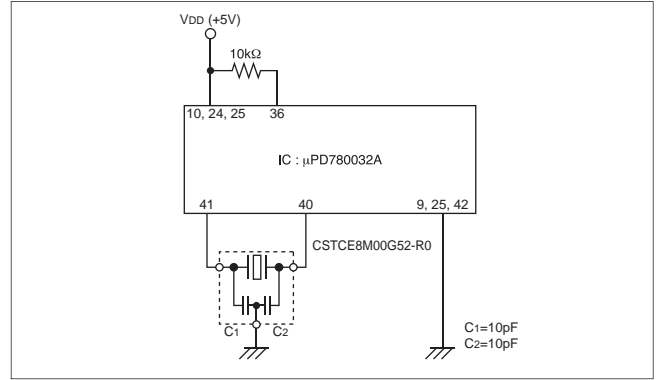 VDD (+5V)
10kΩ
10, 24, 25
36
IC : μPD780032A
41
40
9, 25, 42
CSTCE8M00G52-R0
C1
C2
C1=10pF
C2=10pF